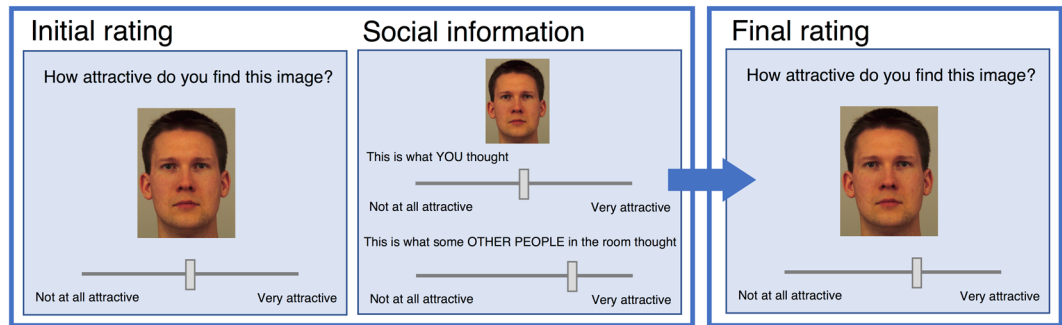 Initial rating
How attractive do you find this image?
Not at all attractive
Very attractive
Social information
This is what YOU thought
Not at all attractive
Very attractive
This is what some OTHER PEOPLE in the room thought
Not at all attractive
Very attractive
Final rating
How attractive do you find this image?
Not at all attractive
Very attractive